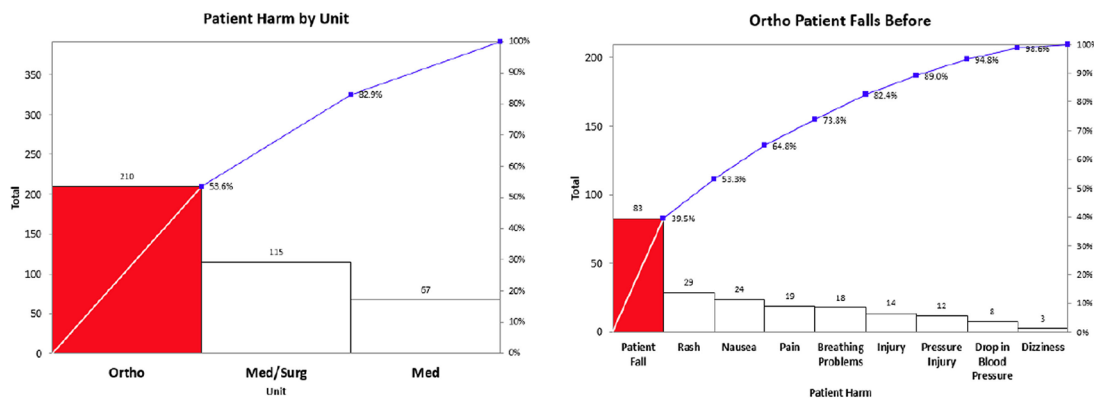 Patient Harm by Unit
350
300
250
200
150
100
50
0
Total
210
115
67
53.6%
82.9%
100%
90%
80%
70%
60%
50%
40%
30%
20%
10%
0%
Ortho
Med/Surg
Med
Unit
Ortho Patient Falls Before
200
150
100
50
0
Total
83
29
24
19
18
14
12
8
3
39.5%
53.3%
64.8%
73.8%
82.4%
89.0%
94.8%
98.6%
100%
90%
80%
70%
60%
50%
40%
30%
20%
10%
0%
Patient
Fall
Rash
Nausea
Pain
Breathing
Problems
Injury
Pressure
Injury
Drop in
Blood
Pressure
Dizziness
Patient Harm